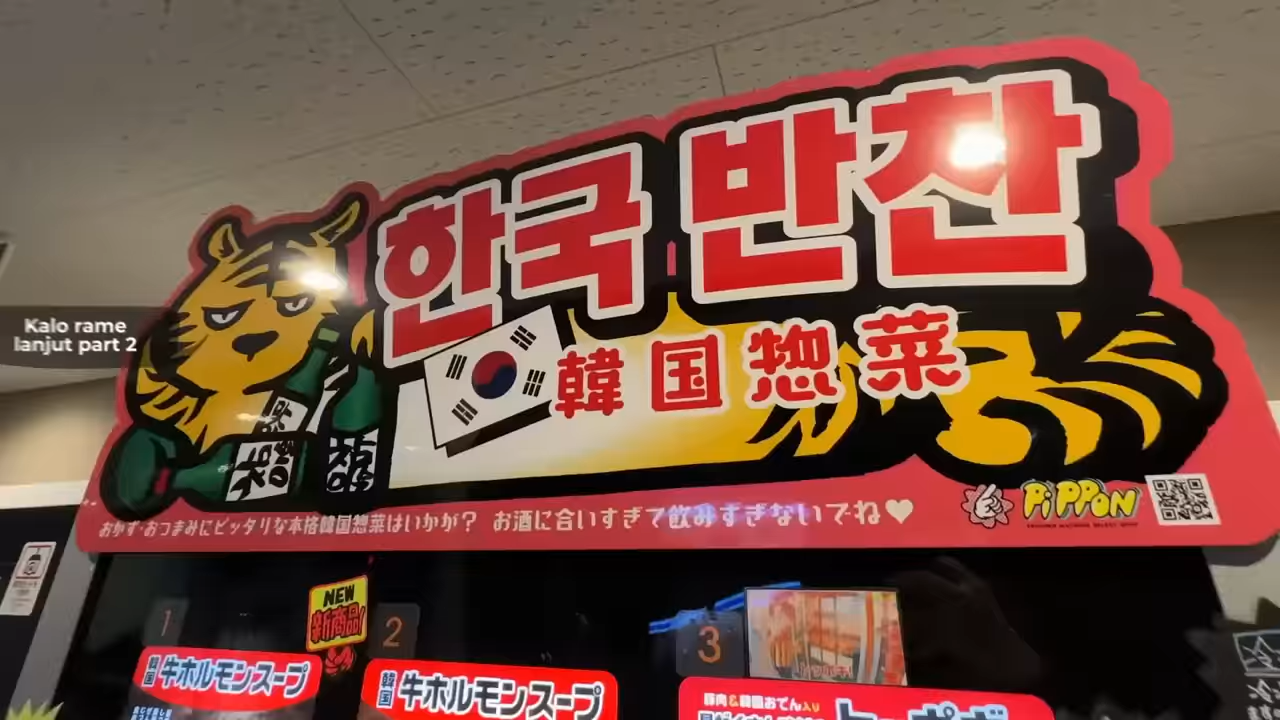 한국 반찬
韓国惣菜
Kalo rame
lanjut part 2
참이슬
おかず・おつまみにピッタリな本格韓国惣菜はいかが? お酒に合いすぎて飲みすぎないでね♥
PiPPON
NEW
新商品!
1
2
3
韓国 牛ホルモンスープ
韓国 牛ホルモンスープ
豚肉&韓国おでん入り